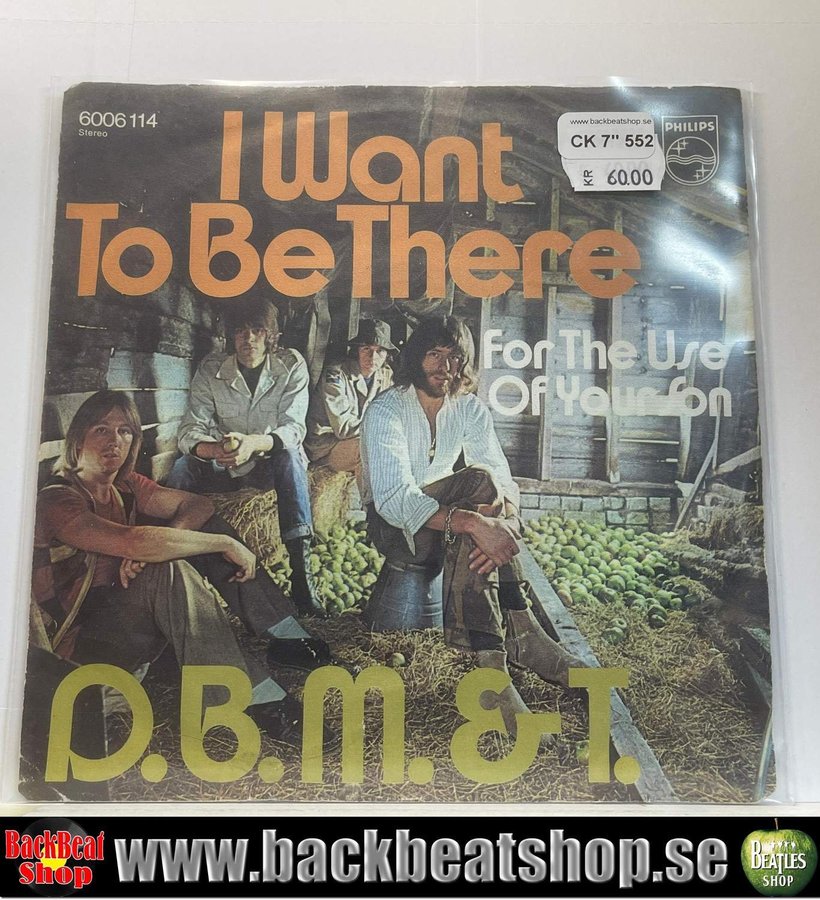 6006 114
Stereo
I Want
To Be There
www.backbeatshop.se
CK 7" 552
KR 60.00
PHILIPS
For The Use
Of Your Son
D.B.M. & T.
BackBeat
Shop
www.backbeatshop.se
BEATLES
SHOP